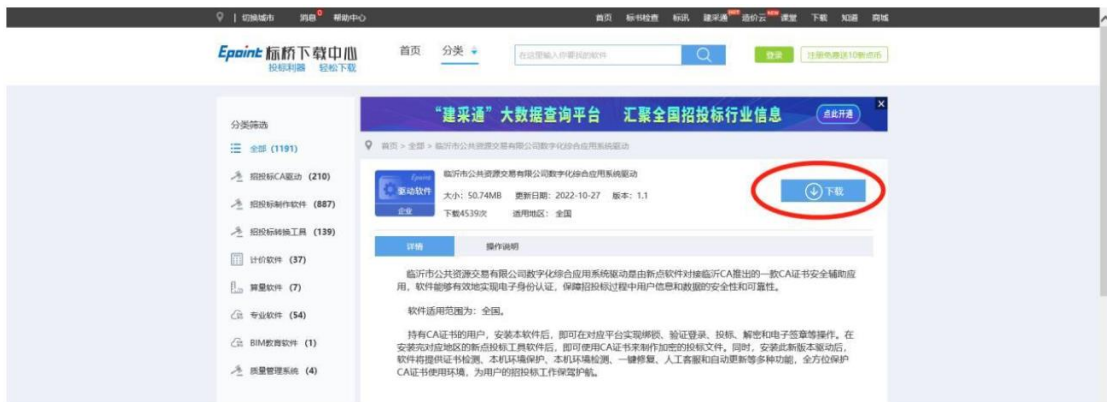 切换城市 消息 帮助中心 首页 标书检查 标讯 建采通 造价云 课堂 下载 知道 商城
Epoint 标桥下载中心
投标利器 轻松下载
首页 分类
在这里输入你要找的软件
登录 注册免费送10新点币
分类筛选
全部 (1191)
招投标CA驱动 (210)
招投标制作软件 (887)
招投标转换工具 (139)
计价软件 (37)
算量软件 (7)
专业软件 (54)
BIM教育软件 (1)
质量管理系统 (4)
“建采通”大数据查询平台 汇聚全国招投标行业信息 点此开通
首页 > 全部 > 临沂市公共资源交易有限公司数字化综合应用系统驱动
Epoint
驱动软件
企业
临沂市公共资源交易有限公司数字化综合应用系统驱动
大小：50.74MB 更新日期：2022-10-27 版本：1.1
下载4539次 适用地区：全国
下载
详情 操作说明
临沂市公共资源交易有限公司数字化综合应用系统驱动是由新点软件对接临沂CA推出的一款CA证书安全辅助应
用，软件能够有效地实现电子身份认证，保障招投标过程中用户信息和数据的安全性和可靠性。
软件适用范围为：全国。
持有CA证书的用户，安装本软件后，即可在对应平台实现绑锁、验证登录、投标、解密和电子签章等操作。在
安装完对应地区的新点投标工具软件后，即可使用CA证书来制作加密的投标文件。同时，安装此新版本驱动后，
软件将提供证书检测、本机环境保护、本机环境检测、一键修复、人工客服和自动更新等多种功能，全方位保护
CA证书使用环境，为用户的招投标工作保驾护航。